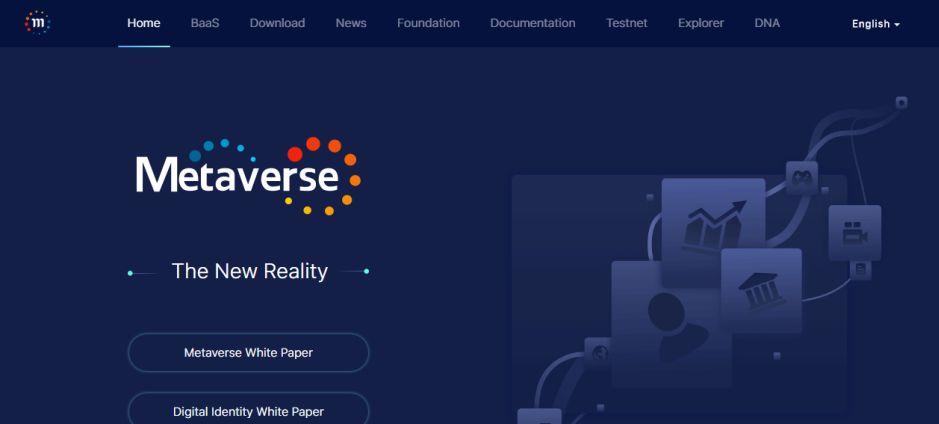 m
Home BaaS Download News Foundation Documentation Testnet Explorer DNA English
Metaverse
The New Reality
Metaverse White Paper
Digital Identity White Paper